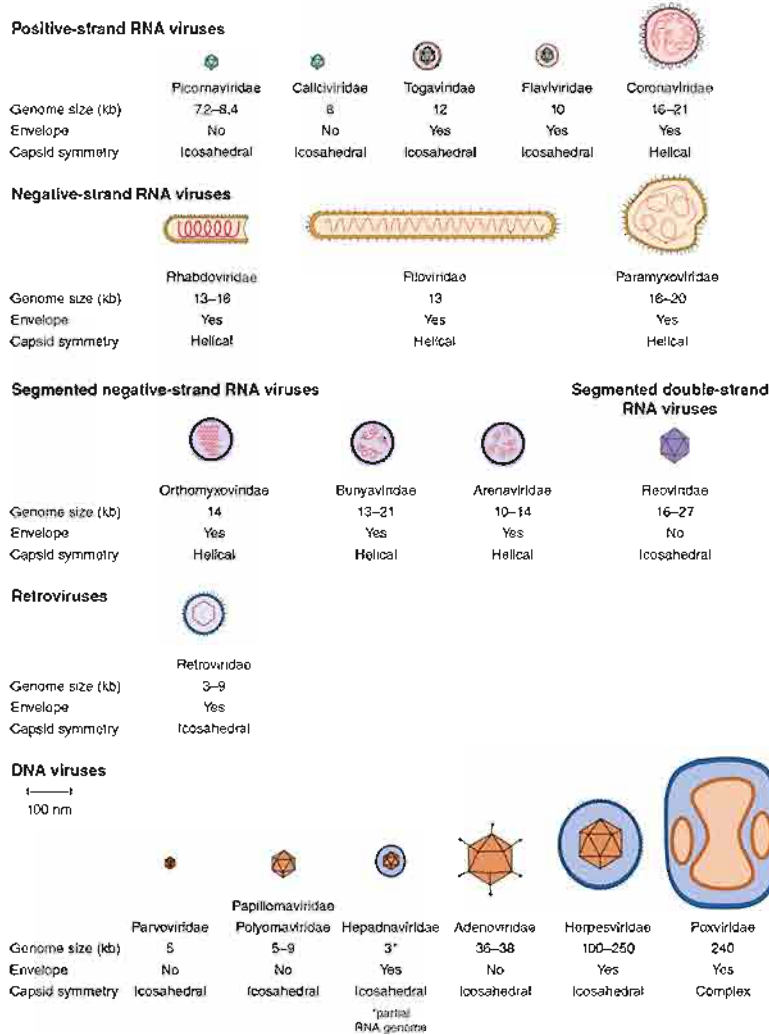 Positive-strand RNA viruses
Picornaviridae Caliciviridae Togaviridae Flaviviridae Coronaviridae
Genome size (kb) 7.2–8.4 8 12 10 16–21
Envelope No No Yes Yes Yes
Capsid symmetry Icosahedral Icosahedral Icosahedral Icosahedral Helical
Negative-strand RNA viruses
Rhabdoviridae Filoviridae Paramyxoviridae
Genome size (kb) 13–16 13 16–20
Envelope Yes Yes Yes
Capsid symmetry Helical Helical Helical
Segmented negative-strand RNA viruses
Segmented double-strand
RNA viruses
Orthomyxoviridae Bunyaviridae Arenaviridae Reoviridae
Genome size (kb) 14 13–21 10–14 16–27
Envelope Yes Yes Yes No
Capsid symmetry Helical Helical Helical Icosahedral
Retroviruses
Retroviridae
Genome size (kb) 3–9
Envelope Yes
Capsid symmetry Icosahedral
DNA viruses
100 nm
Papillomaviridae
Parvoviridae Polyomaviridae Hepadnaviridae Adenoviridae Herpesviridae Poxviridae
Genome size (kb) 5 5–9 3* 36–38 100–250 240
Envelope No No Yes No Yes Yes
Capsid symmetry Icosahedral Icosahedral Icosahedral Icosahedral Icosahedral Complex
*partial
RNA genome